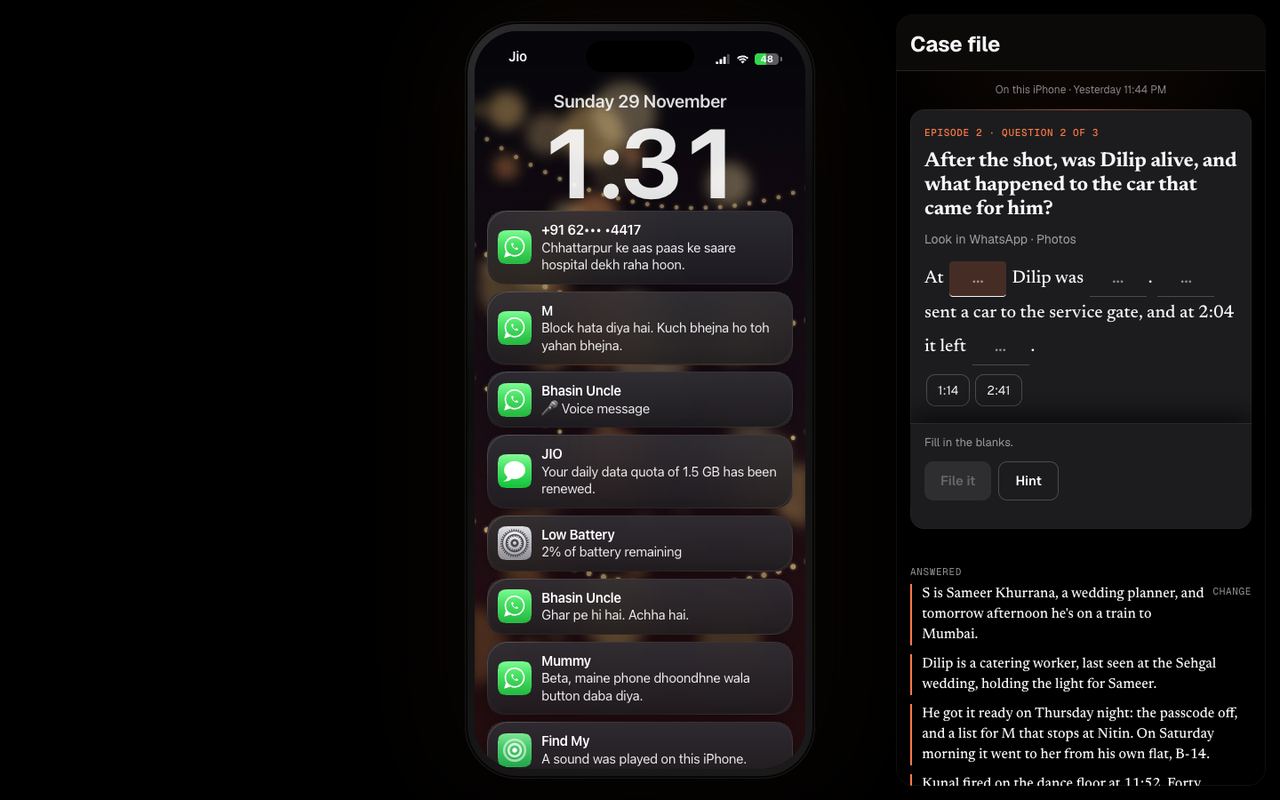 Jio
48
Sunday 29 November
1:31
+91 62••• •4417
Chhattarpur ke aas paas ke saare
hospital dekh raha hoon.
M
Block hata diya hai. Kuch bhejna ho toh
yahan bhejna.
Bhasin Uncle
🎤 Voice message
JIO
Your daily data quota of 1.5 GB has been
renewed.
Low Battery
2% of battery remaining
Bhasin Uncle
Ghar pe hi hai. Achha hai.
Mummy
Beta, maine phone dhoondhne wala
button daba diya.
Find My
A sound was played on this iPhone.
Case file
On this iPhone · Yesterday 11:44 PM
EPISODE 2 · QUESTION 2 OF 3
After the shot, was Dilip alive, and
what happened to the car that
came for him?
Look in WhatsApp · Photos
At ... Dilip was ... . ...
sent a car to the service gate, and at 2:04
it left ... .
1:14 2:41
Fill in the blanks.
File it Hint
ANSWERED
S is Sameer Khurrana, a wedding planner, and CHANGE
tomorrow afternoon he's on a train to
Mumbai.
Dilip is a catering worker, last seen at the Sehgal
wedding, holding the light for Sameer.
He got it ready on Thursday night: the passcode off,
and a list for M that stops at Nitin. On Saturday
morning it went to her from his own flat, B-14.
Kunal fired on the dance floor at 11:52. Forty